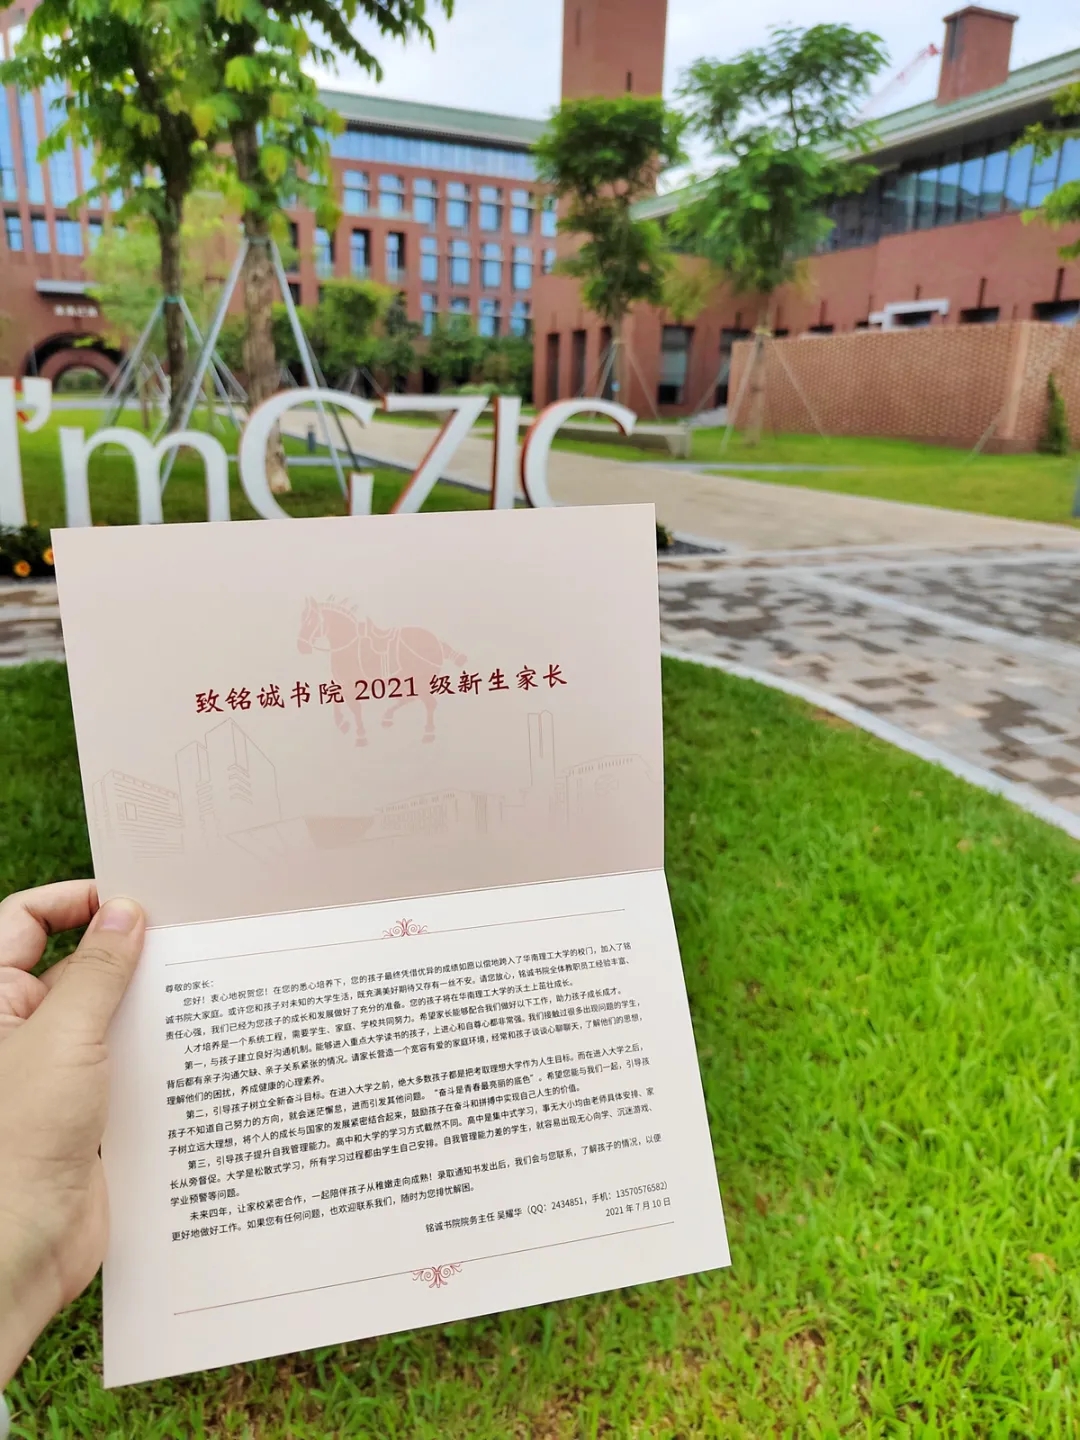 I'm GZIC
致铭诚书院 2021 级新生家长
尊敬的家长：
您好！衷心地祝贺您！在您的悉心培养下，您的孩子最终凭借优异的成绩如愿以偿地跨入了华南理工大学的校门，加入了铭
诚书院大家庭。或许您和孩子对未知的大学生活，既充满美好期待又存有一丝不安。请您放心，铭诚书院全体教职员工经验丰富、
责任心强，我们已经为您孩子的成长和发展做好了充分的准备。您的孩子将在华南理工大学的沃土上茁壮成长。
人才培养是一个系统工程，需要学生、家庭、学校共同努力。希望家长能够配合我们做好以下工作，助力孩子成长成才。
第一，与孩子建立良好沟通机制。能够进入重点大学读书的孩子，上进心和自尊心都非常强。我们接触过很多出现问题的学生，
背后都有亲子沟通欠缺、亲子关系紧张的情况。请家长营造一个宽容有爱的家庭环境，经常和孩子谈谈心聊聊天，了解他们的思想，
理解他们的困扰，养成健康的心理素养。
第二，引导孩子树立全新奋斗目标。在进入大学之前，绝大多数孩子都是把考取理想大学作为人生目标。而在进入大学之后，
孩子不知道自己努力的方向，就会迷茫懈怠，进而引发其他问题。“奋斗是青春最亮丽的底色”。希望您能与我们一起，引导孩
子树立远大理想，将个人的成长与国家的发展紧密结合起来，鼓励孩子在奋斗和拼搏中实现自己人生的价值。
第三，引导孩子提升自我管理能力。高中和大学的学习方式截然不同。高中是集中式学习，事无大小均由老师具体安排、家
长从旁督促。大学是松散式学习，所有学习过程都由学生自己安排。自我管理能力差的学生，就容易出现无心向学、沉迷游戏、
学业预警等问题。
未来四年，让家校紧密合作，一起陪伴孩子从稚嫩走向成熟！录取通知书发出后，我们会与您联系，了解孩子的情况，以便
更好地做好工作。如果您有任何问题，也欢迎联系我们，随时为您排忧解困。
铭诚书院院务主任 吴耀华（QQ：2434851，手机：13570576582）
2021 年 7 月 10 日